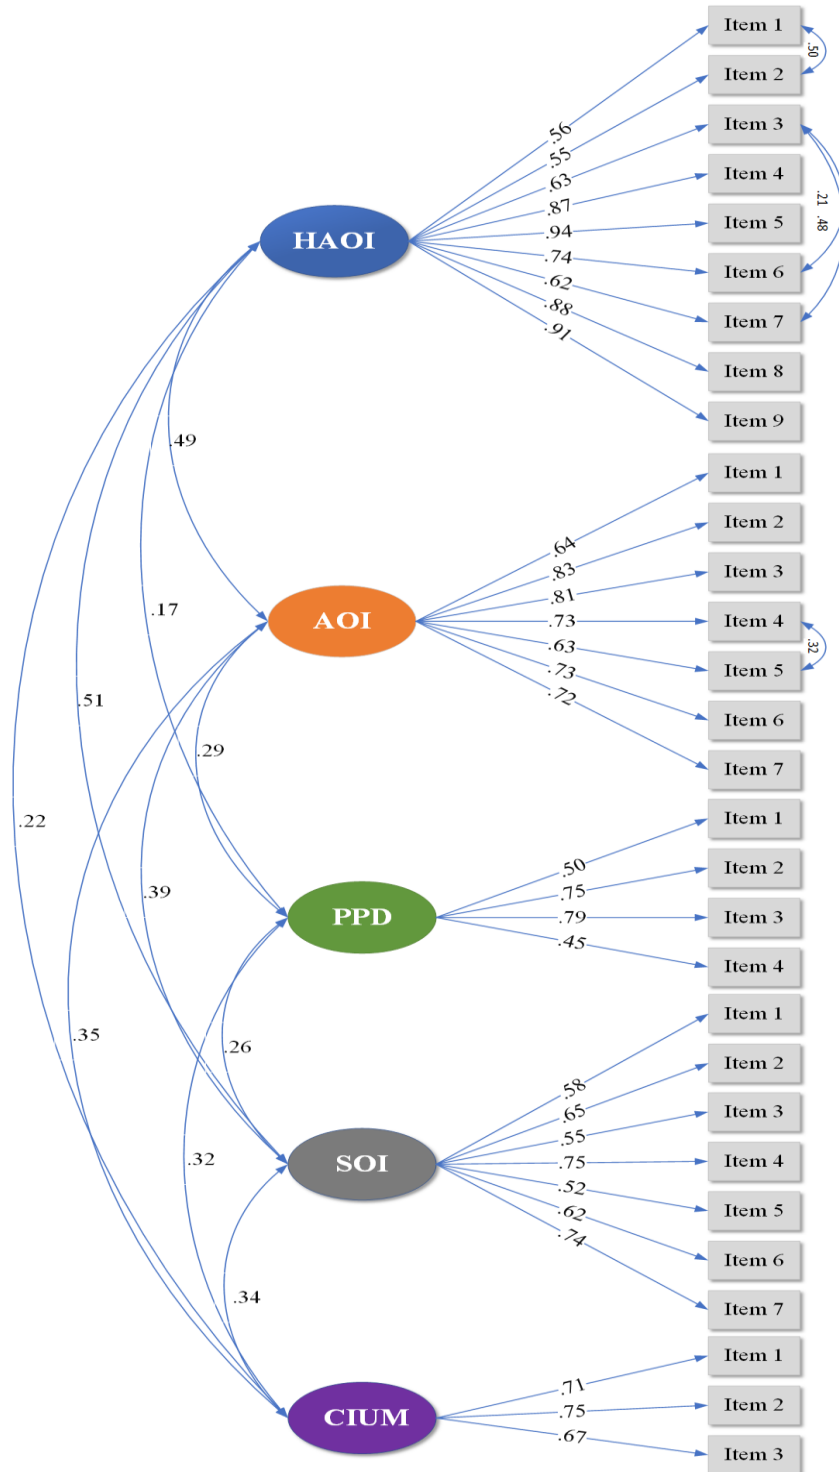 Item 1
.50
Item 2
Item 3
Item 4
Item 5
Item 6
Item 7
Item 8
Item 9
.21 .48
HAOI
.56
.55
.63
.87
.94
.74
.62
.88
.91
.49
.17
.51
.22
Item 1
Item 2
Item 3
Item 4
Item 5
Item 6
Item 7
.32
AOI
.64
.83
.81
.73
.63
.73
.72
.29
.39
.35
Item 1
Item 2
Item 3
Item 4
PPD
.50
.75
.79
.45
.26
.32
Item 1
Item 2
Item 3
Item 4
Item 5
Item 6
Item 7
SOI
.58
.65
.55
.75
.52
.62
.74
.34
Item 1
Item 2
Item 3
CIUM
.71
.75
.67